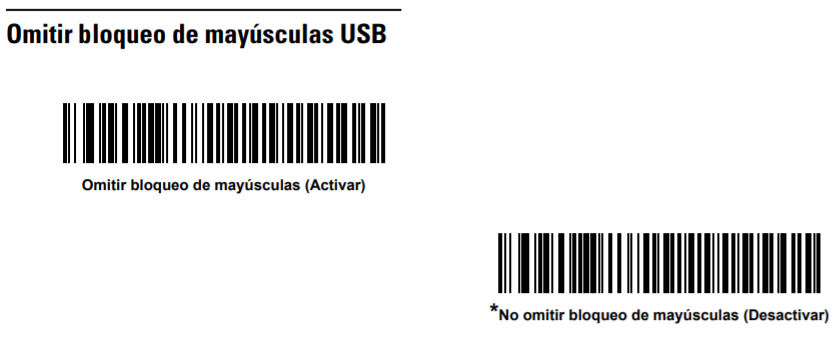 Omitir bloqueo de mayúsculas USB
Omitir bloqueo de mayúsculas (Activar)
*No omitir bloqueo de mayúsculas (Desactivar)